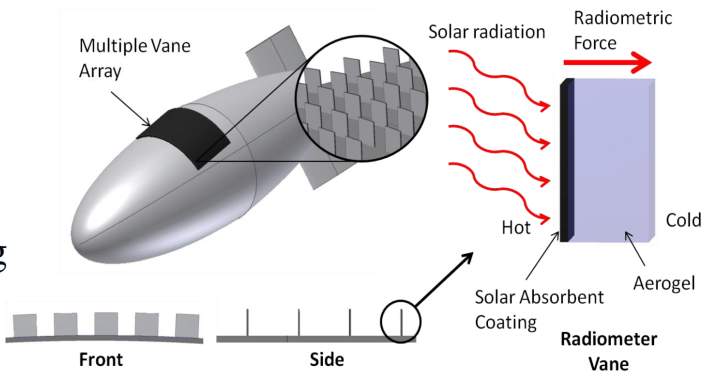 Multiple Vane
Array
Solar radiation
Radiometric
Force
Hot
Cold
Solar Absorbent
Coating
Aerogel
Radiometer
Vane
g
Front
Side